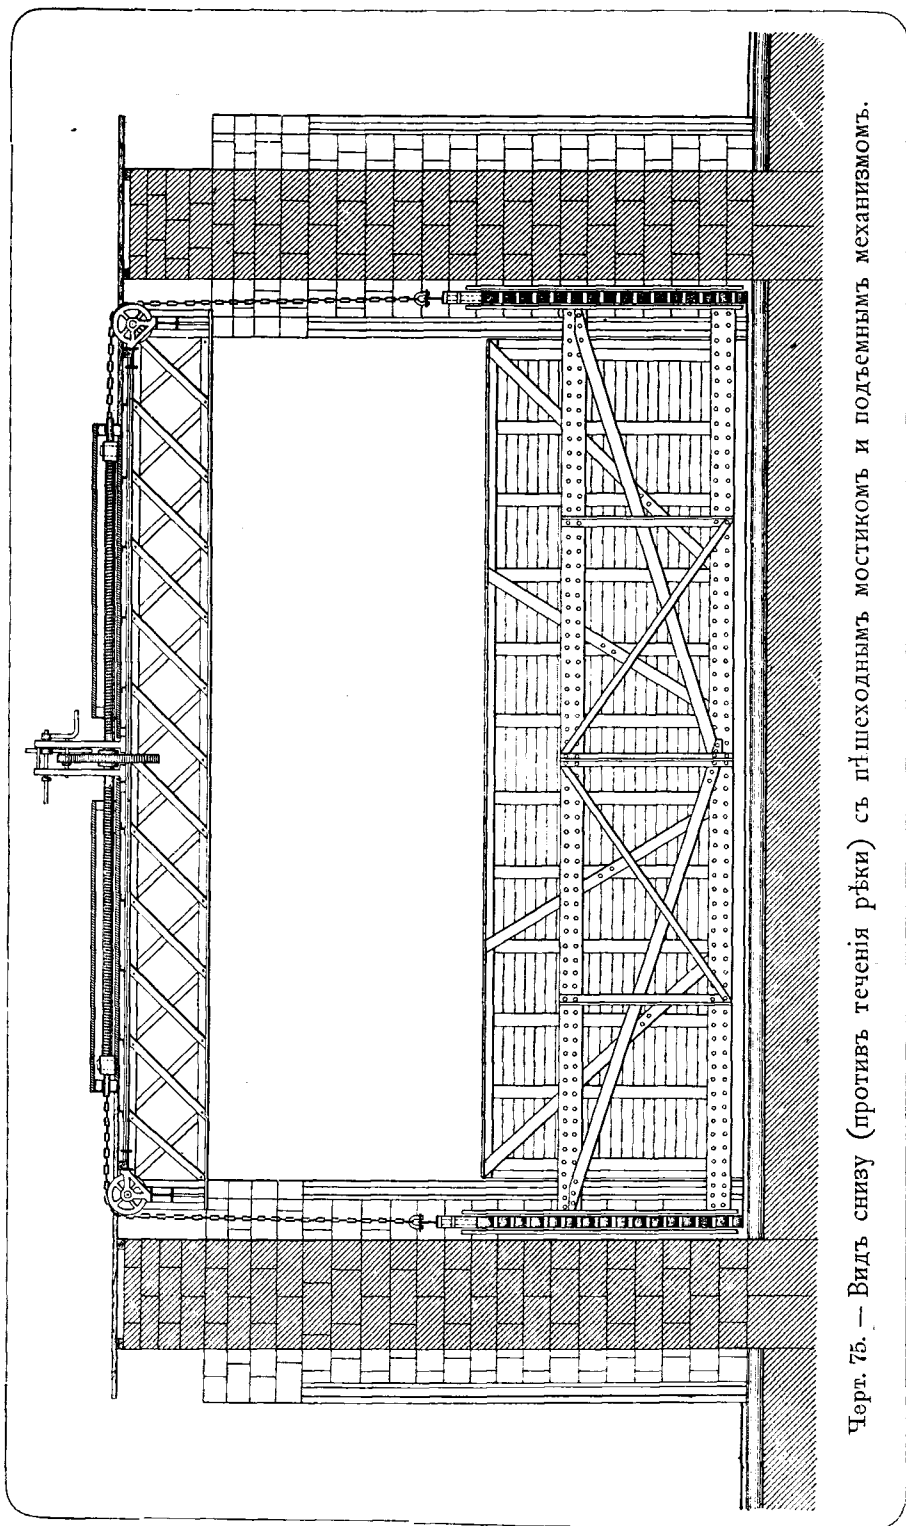 Черт. 75. — Видъ снизу (противъ теченія рѣки) съ пѣшеходнымъ мостикомъ и подъемнымъ механизмомъ.